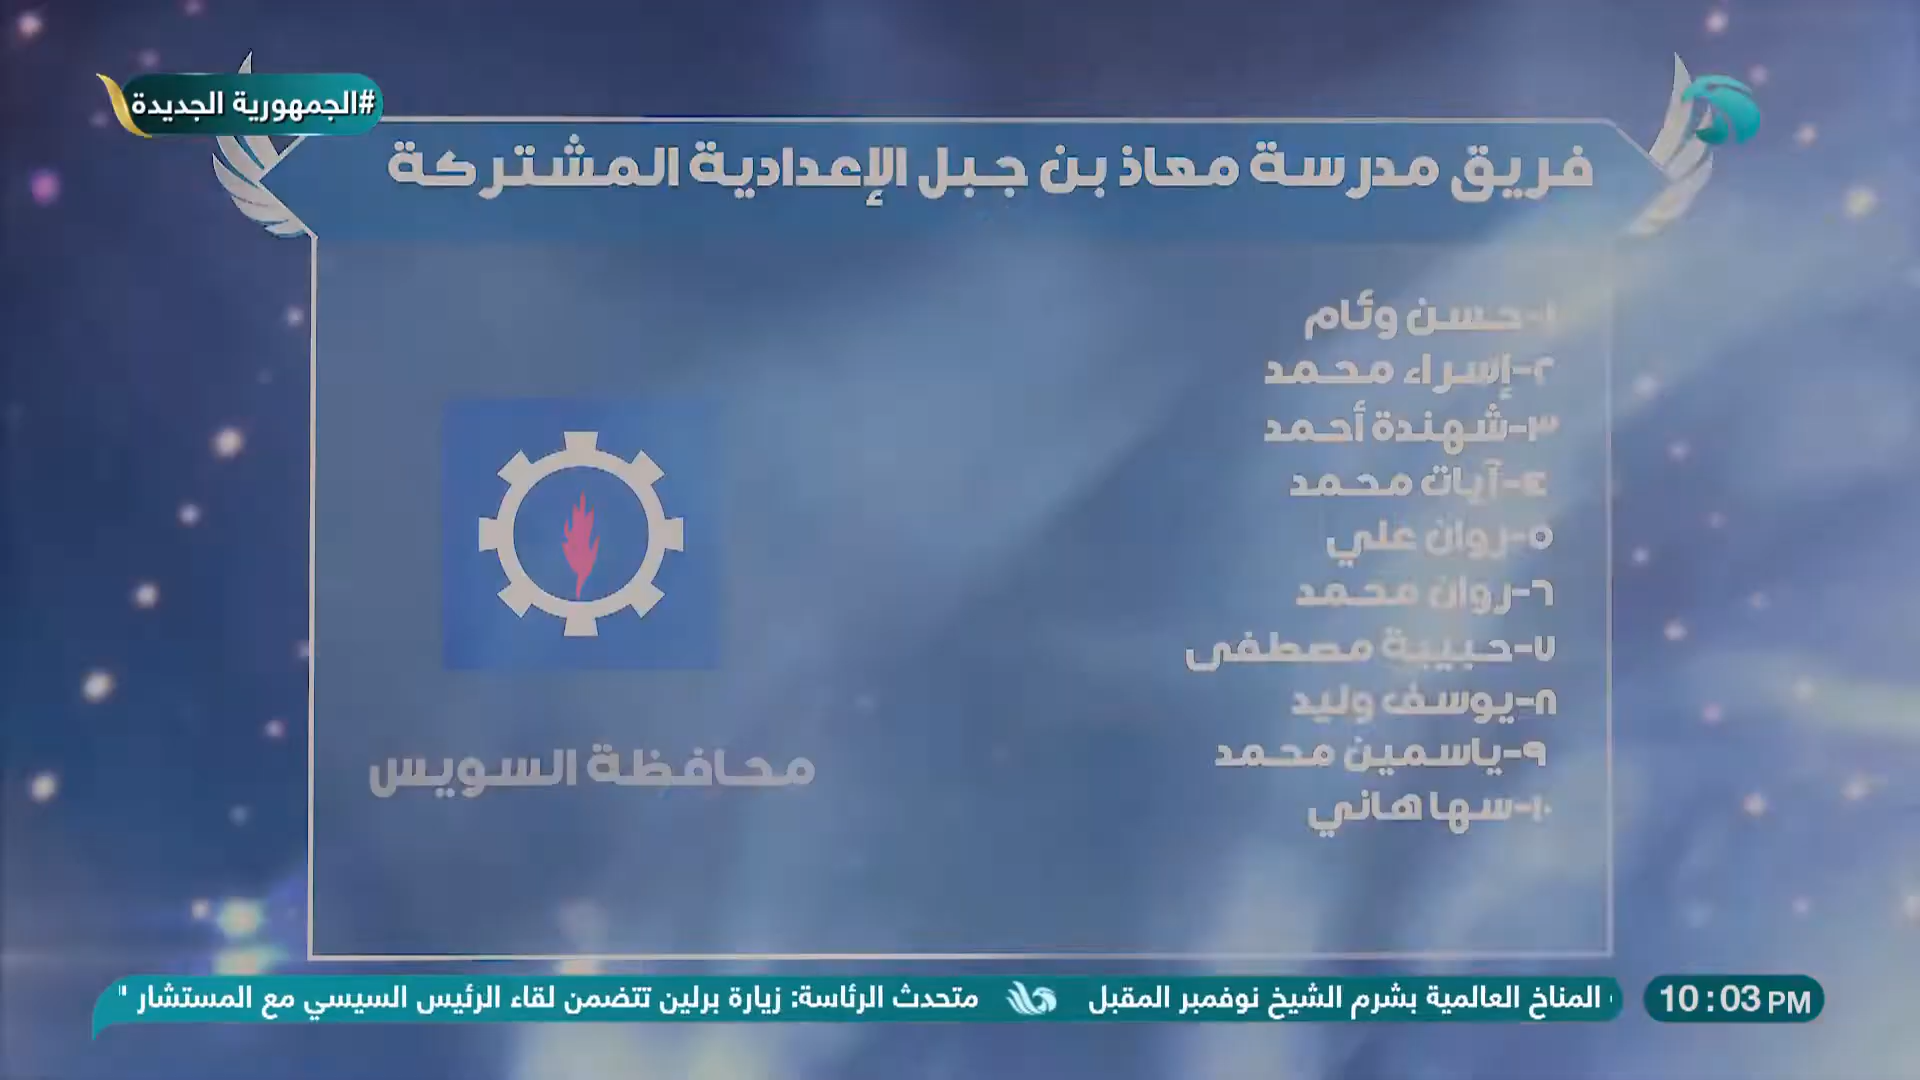 #الجمهورية الجديدة
فريق مدرسة معاذ بن جبل الإعدادية المشتركة
١-حسن وئام
٢-إسراء محمد
٣-شهندة أحمد
٤-آيات محمد
٥-روان علي
٦-روان محمد
٧-حبيبة مصطفى
٨-يوسف وليد
٩-ياسمين محمد
١٠-سها هاني
محافظة السويس
المناخ العالمية بشرم الشيخ نوفمبر المقبل
متحدث الرئاسة: زيارة برلين تتضمن لقاء الرئيس السيسي مع المستشار "
10:03 PM